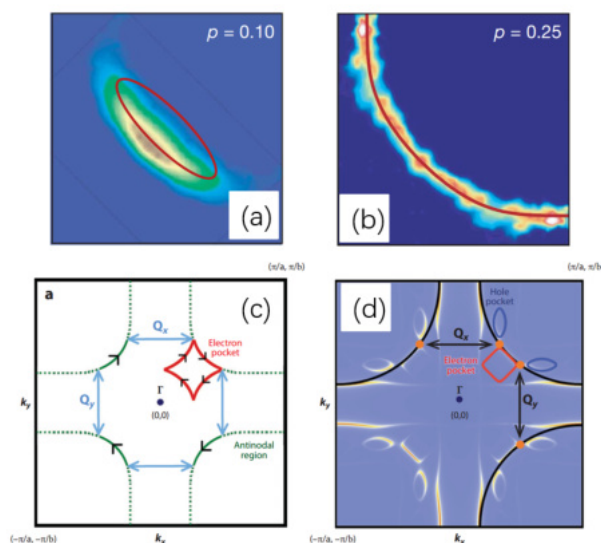 p = 0.10
(a)
p = 0.25
(b)
(π/a, π/b)
(π/a, π/b)
a
(c)
Qx
Electron
pocket
Qy
Γ
(0,0)
ky
Antinodal
region
(−π/a, −π/b)
kx
(d)
Hole
pocket
Qx
Electron
pocket
Γ
(0,0)
Qy
ky
(−π/a, −π/b)
kx